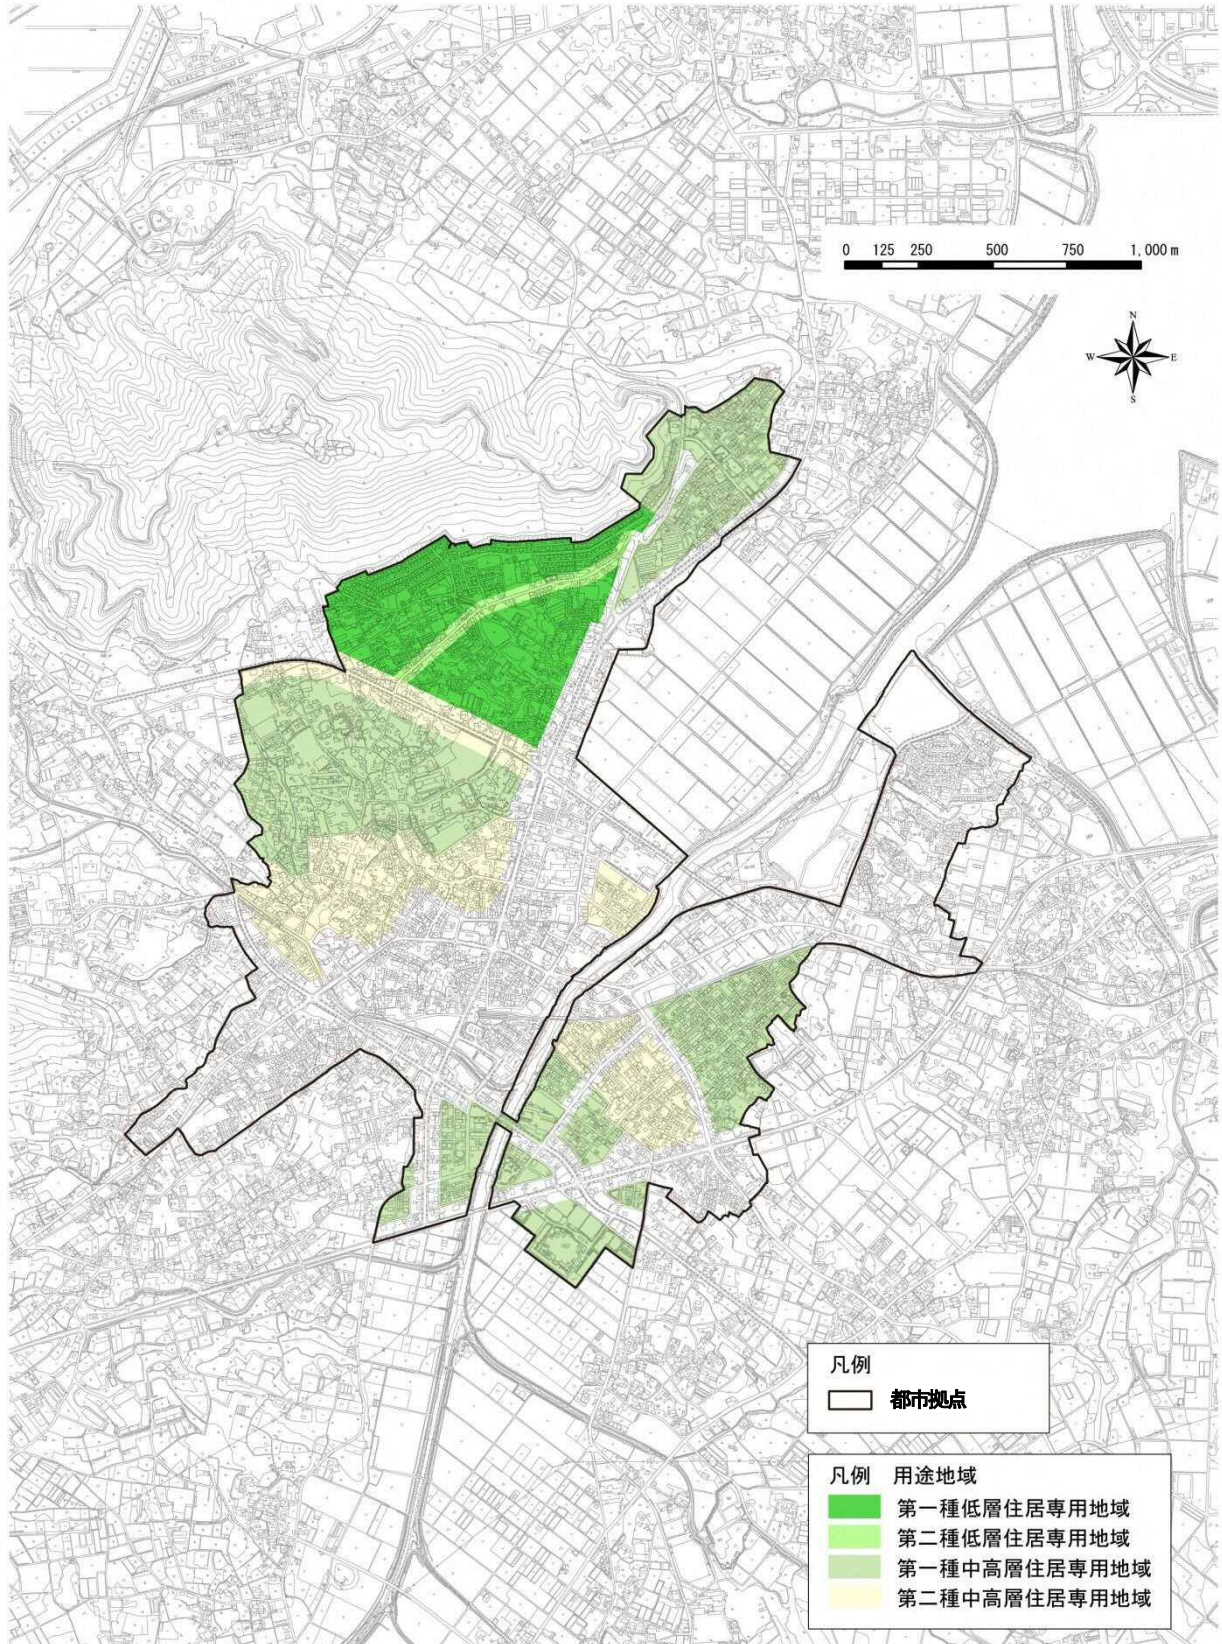 0 125 250 500 750 1,000 m
N
W E
S
凡例
都市拠点
凡例 用途地域
第一種低層住居専用地域
第二種低層住居専用地域
第一種中高層住居専用地域
第二種中高層住居専用地域